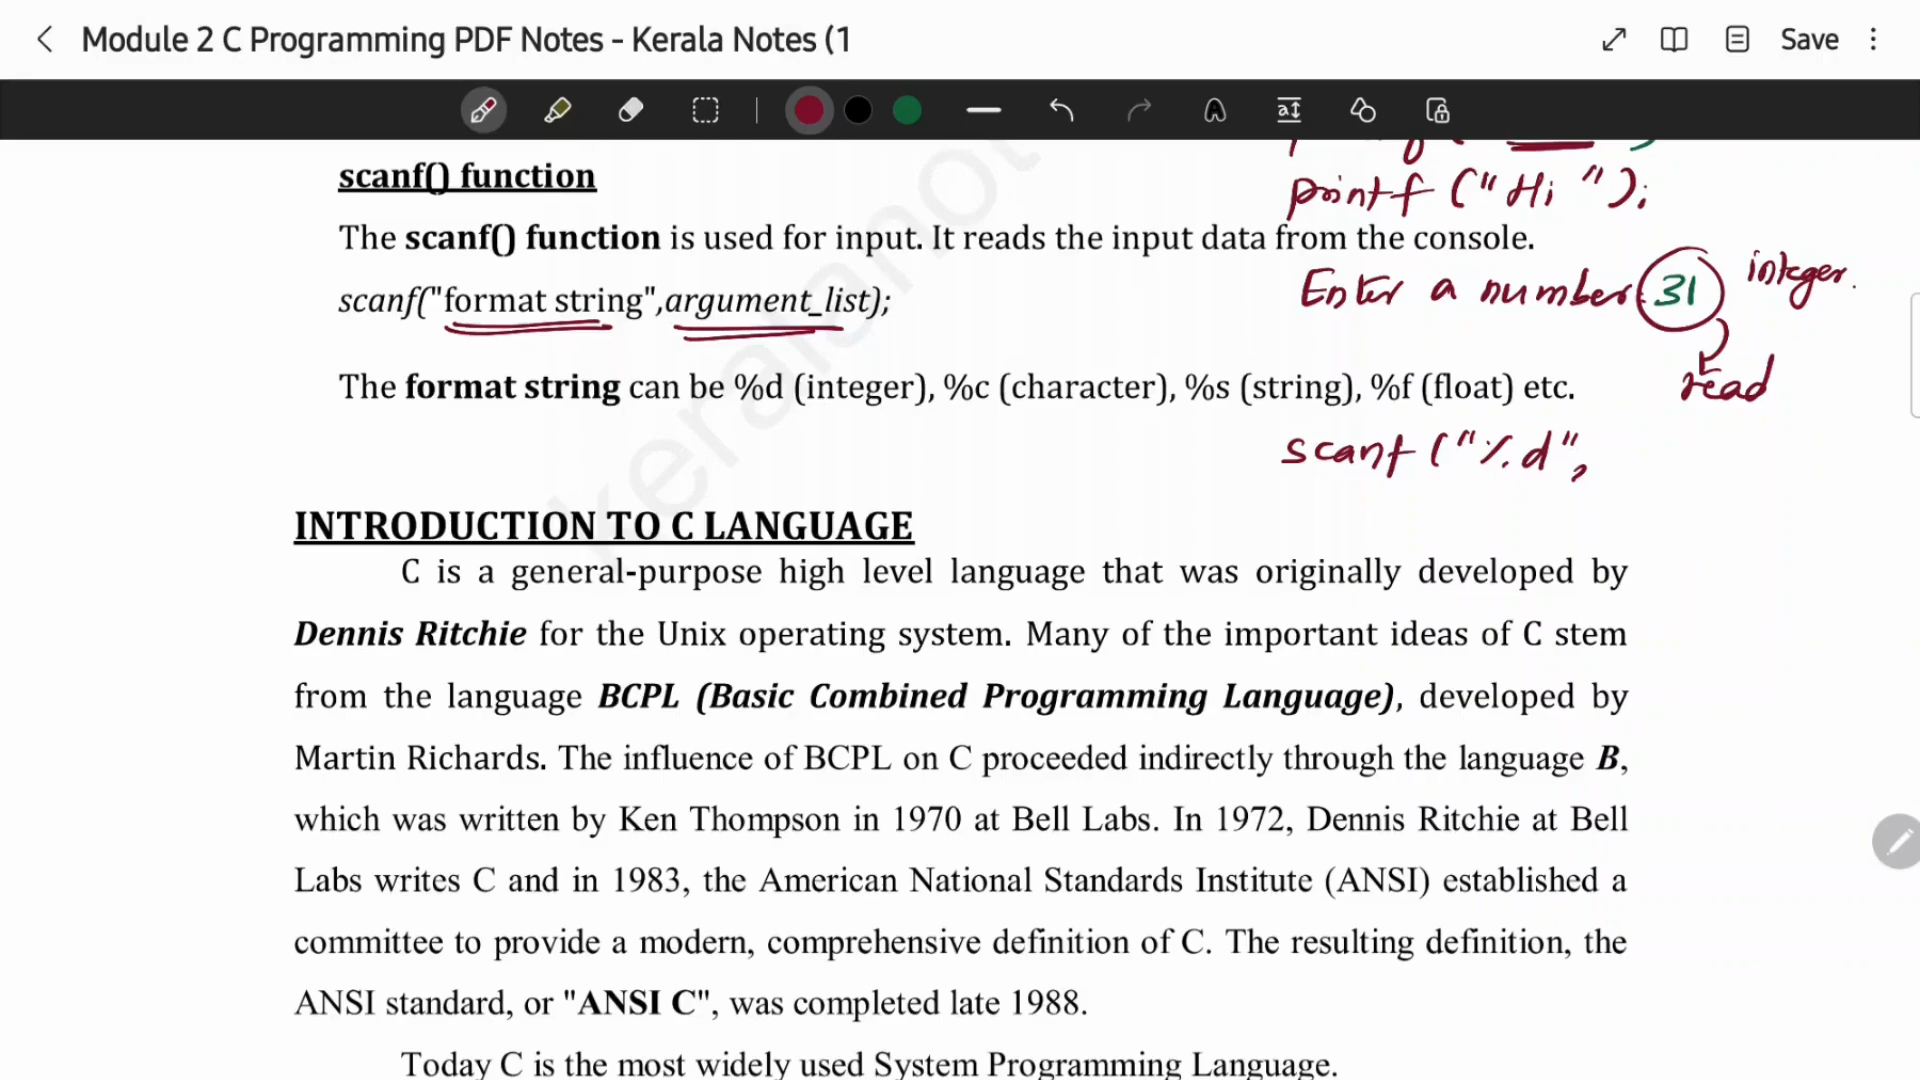 Module 2 C Programming PDF Notes - Kerala Notes (1
Save
scanf() function
printf ("Hi ");
The scanf() function is used for input. It reads the input data from the console.
Enter a number: 31 integer.
scanf("format string",argument_list);
read
The format string can be %d (integer), %c (character), %s (string), %f (float) etc.
scanf ("%d",
INTRODUCTION TO C LANGUAGE
C is a general-purpose high level language that was originally developed by
Dennis Ritchie for the Unix operating system. Many of the important ideas of C stem
from the language BCPL (Basic Combined Programming Language), developed by
Martin Richards. The influence of BCPL on C proceeded indirectly through the language B,
which was written by Ken Thompson in 1970 at Bell Labs. In 1972, Dennis Ritchie at Bell
Labs writes C and in 1983, the American National Standards Institute (ANSI) established a
committee to provide a modern, comprehensive definition of C. The resulting definition, the
ANSI standard, or "ANSI C", was completed late 1988.
Today C is the most widely used System Programming Language.
keralanot